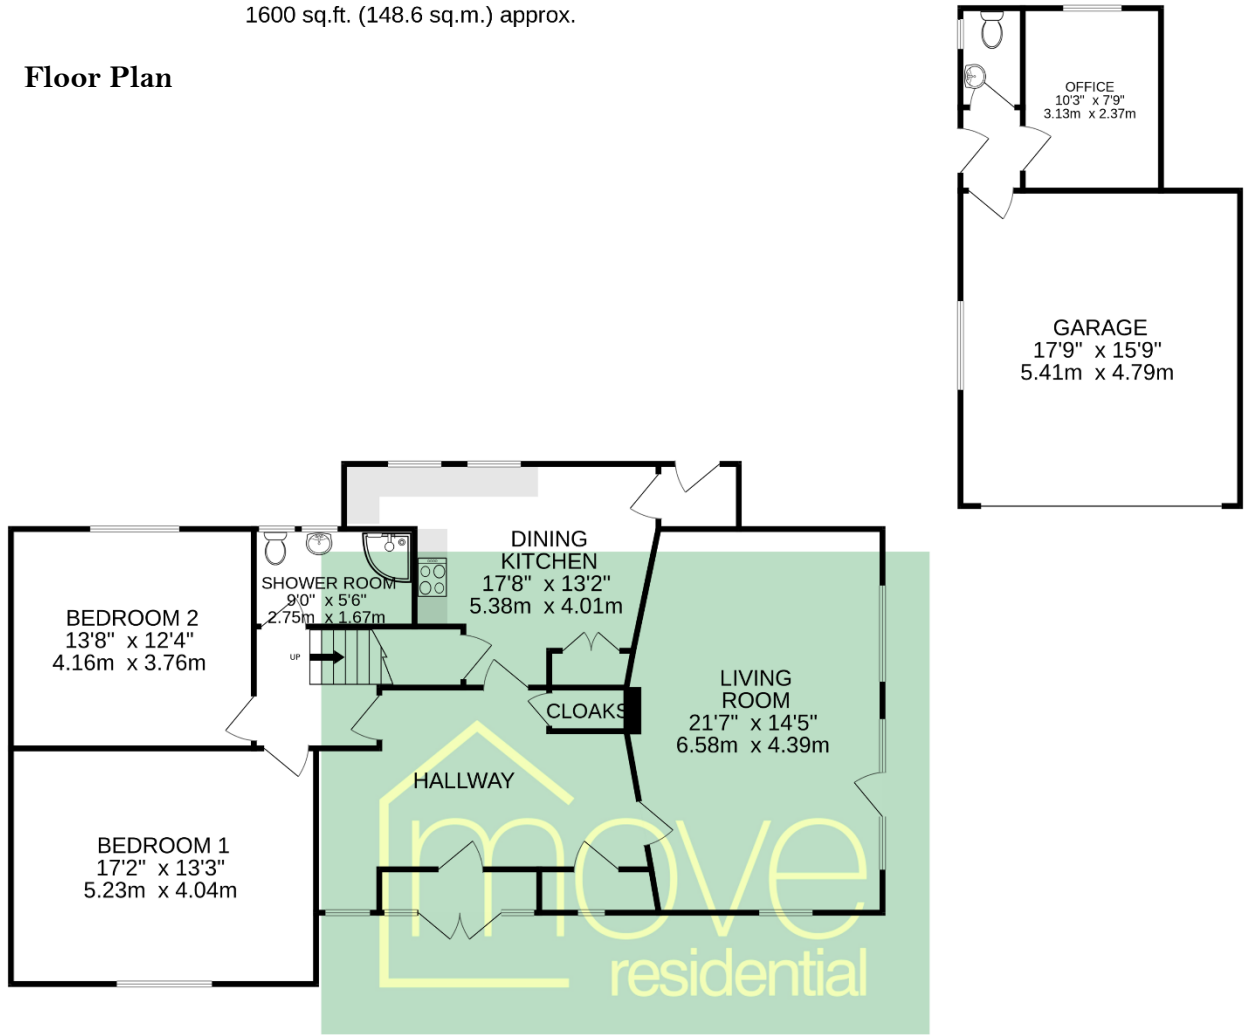 1600 sq.ft. (148.6 sq.m.) approx.
Floor Plan
OFFICE
10'3" x 7'9"
3.13m x 2.37m
GARAGE
17'9" x 15'9"
5.41m x 4.79m
DINING
KITCHEN
17'8" x 13'2"
5.38m x 4.01m
SHOWER ROOM
9'0" x 5'6"
2.75m x 1.67m
BEDROOM 2
13'8" x 12'4"
4.16m x 3.76m
UP
LIVING
ROOM
21'7" x 14'5"
6.58m x 4.39m
CLOAKS
HALLWAY
BEDROOM 1
17'2" x 13'3"
5.23m x 4.04m
move
residential